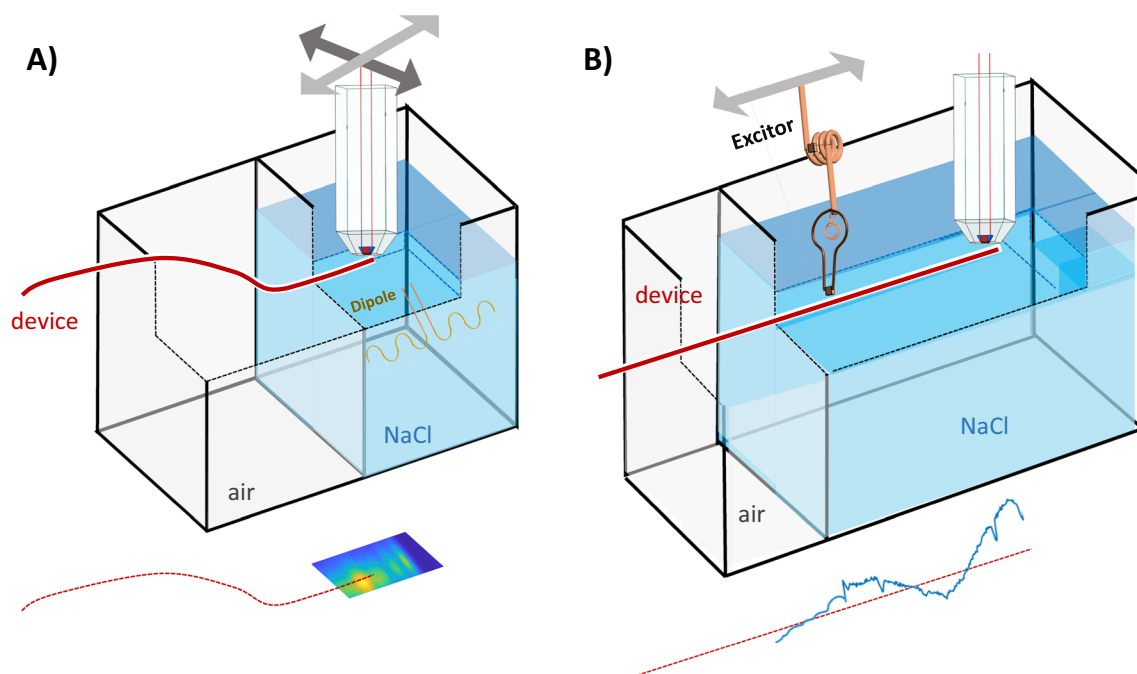 A)
device
Dipole
NaCl
air
B)
Excitor
device
NaCl
air